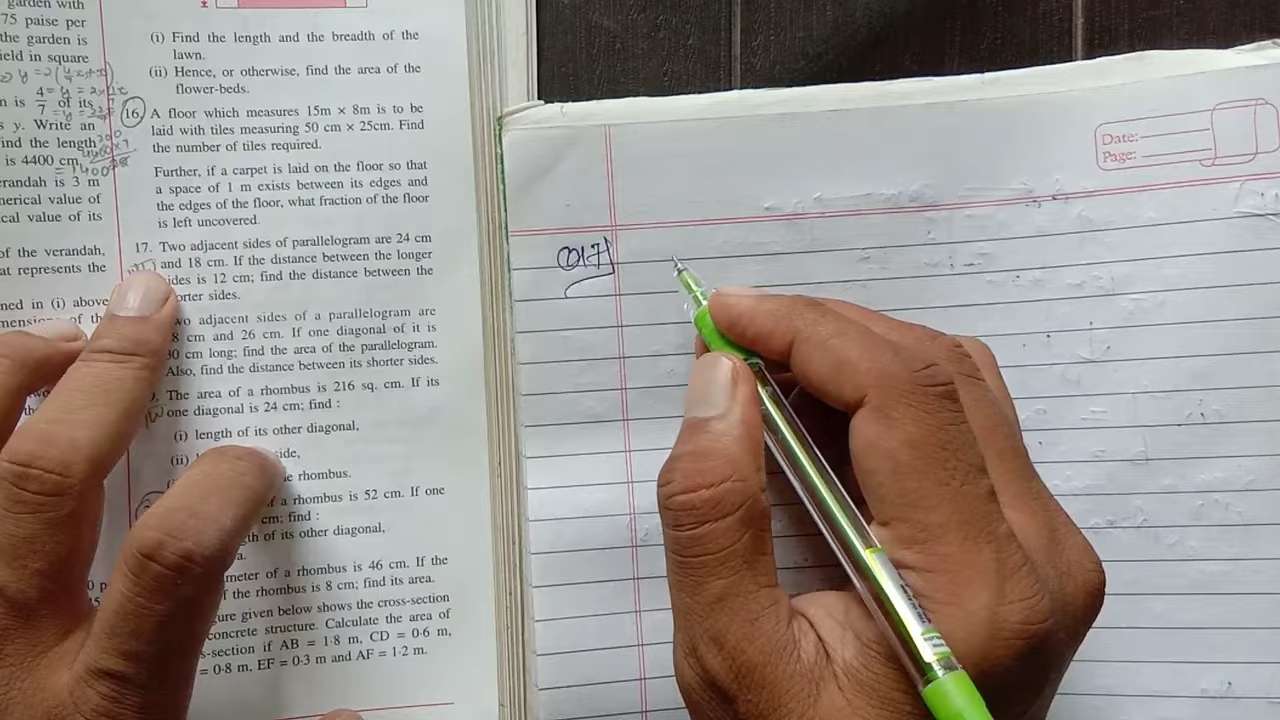 garden with
75 paise per
the garden is
ield in square
n is 4/7 of its
s y. Write an
ind the length
is 4400 cm,
erandah is 3 m
merical value of
cal value of its
of the verandah,
at represents the
ned in (i) above
of th
(i) Find the length and the breadth of the
lawn.
(ii) Hence, or otherwise, find the area of the
flower-beds.
16. A floor which measures 15m × 8m is to be
laid with tiles measuring 50 cm × 25cm. Find
the number of tiles required.
Further, if a carpet is laid on the floor so that
a space of 1 m exists between its edges and
the edges of the floor, what fraction of the floor
is left uncovered.
17. Two adjacent sides of parallelogram are 24 cm
and 18 cm. If the distance between the longer
ides is 12 cm; find the distance between the
orter sides.
wo adjacent sides of a parallelogram are
8 cm and 26 cm. If one diagonal of it is
30 cm long; find the area of the parallelogram.
Also, find the distance between its shorter sides.
The area of a rhombus is 216 sq. cm. If its
one diagonal is 24 cm; find :
(i) length of its other diagonal,
(ii) side,
e rhombus.
f a rhombus is 52 cm. If one
cm; find :
th of its other diagonal,
a.
meter of a rhombus is 46 cm. If the
f the rhombus is 8 cm; find its area.
gure given below shows the cross-section
concrete structure. Calculate the area of
s-section if AB = 1·8 m, CD = 0·6 m,
= 0·8 m, EF = 0·3 m and AF = 1·2 m.
Date:
Page:
Q17)